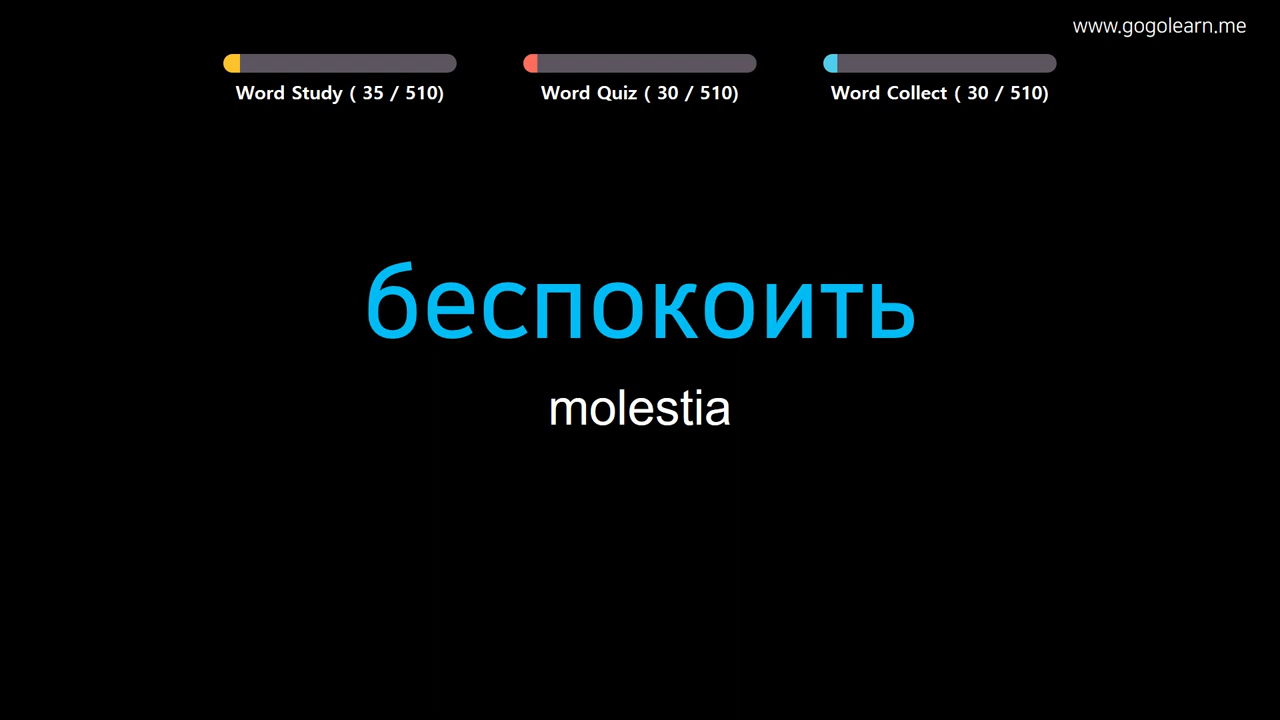 www.gogolearn.me
Word Study ( 35 / 510)
Word Quiz ( 30 / 510)
Word Collect ( 30 / 510)
беспокоить
molestia